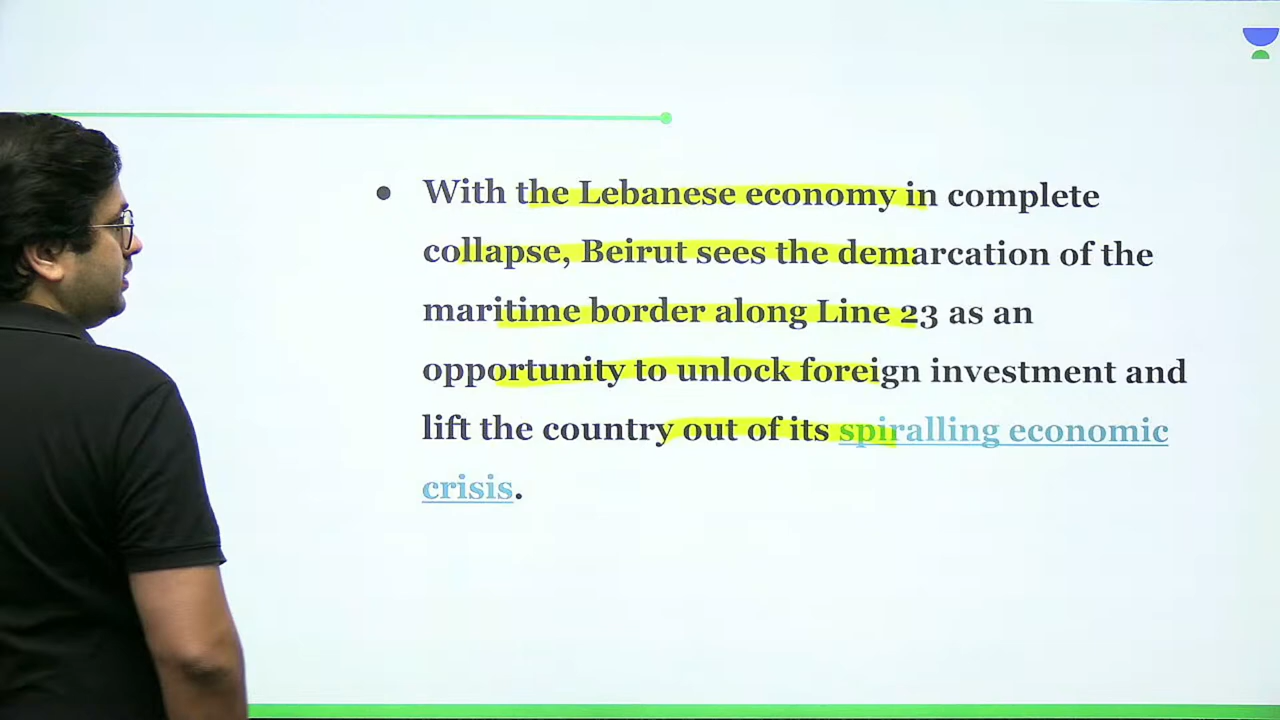 With the Lebanese economy in complete
collapse, Beirut sees the demarcation of the
maritime border along Line 23 as an
opportunity to unlock foreign investment and
lift the country out of its spiralling economic
crisis.